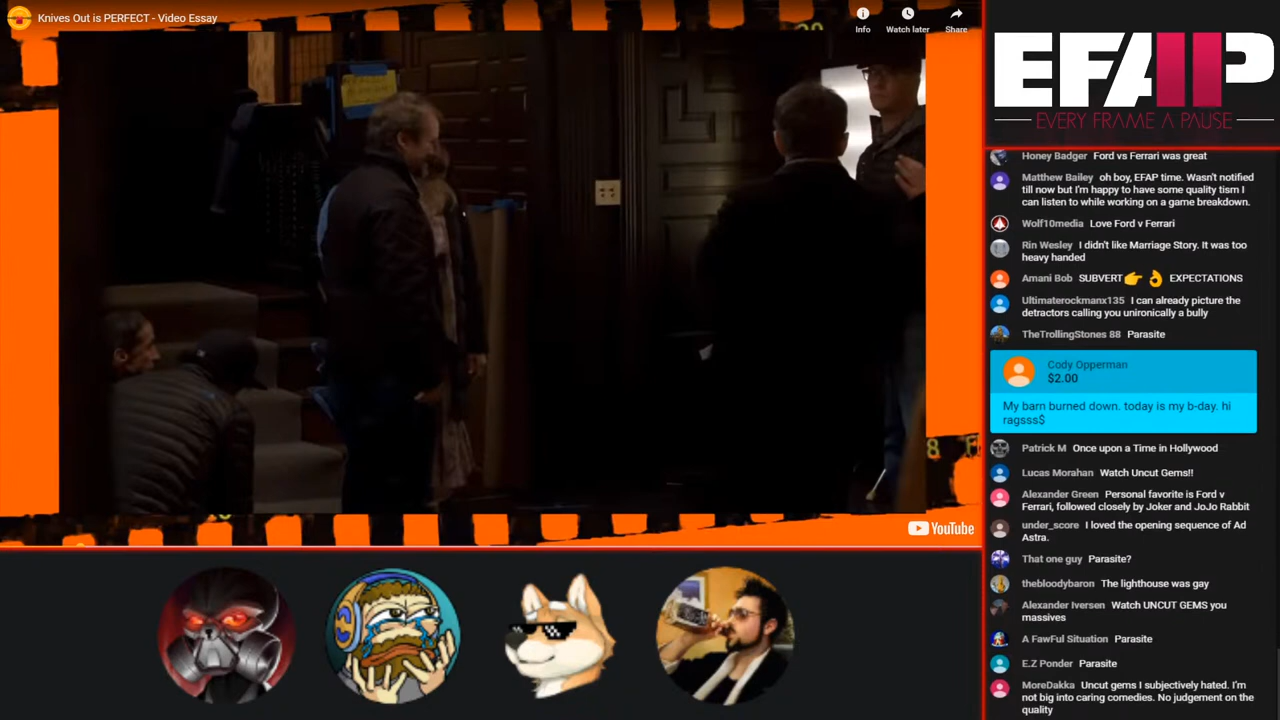 Knives Out is PERFECT - Video Essay
Info
Watch later
Share
EFAP
EVERY FRAME A PAUSE
Honey Badger Ford vs Ferrari was great
Matthew Bailey oh boy, EFAP time. Wasn't notified
till now but I'm happy to have some quality tism I
can listen to while working on a game breakdown.
Wolf10media Love Ford v Ferrari
Rin Wesley I didn't like Marriage Story. It was too
heavy handed
Amani Bob SUBVERT👉 👌 EXPECTATIONS
Ultimaterockmanx135 I can already picture the
detractors calling you unironically a bully
TheTrollingStones 88 Parasite
Cody Opperman
$2.00
My barn burned down. today is my b-day. hi
ragsss$
Patrick M Once upon a Time in Hollywood
Lucas Morahan Watch Uncut Gems!!
Alexander Green Personal favorite is Ford v
Ferrari, followed closely by Joker and JoJo Rabbit
under_score I loved the opening sequence of Ad
Astra.
That one guy Parasite?
thebloodybaron The lighthouse was gay
Alexander Iversen Watch UNCUT GEMS you
massives
A FawFul Situation Parasite
E.Z Ponder Parasite
MoreDakka Uncut gems I subjectively hated. I'm
not big into caring comedies. No judgement on the
quality
YouTube